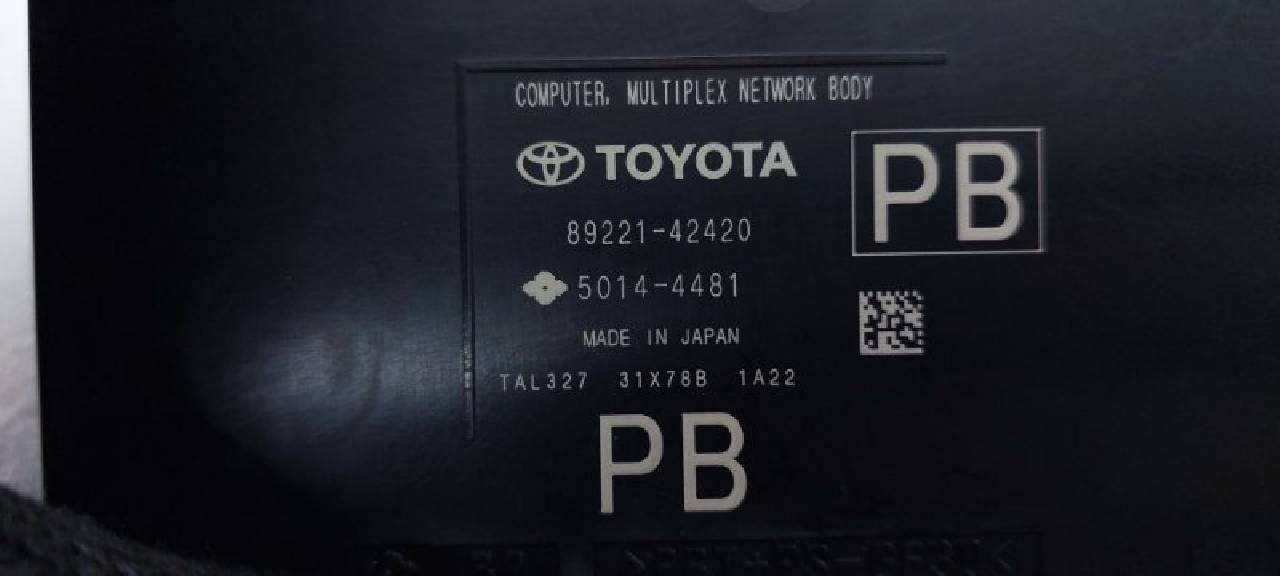 COMPUTER, MULTIPLEX NETWORK BODY
TOYOTA
PB
89221-42420
5014-4481
MADE IN JAPAN
TAL327 31X78B 1A22
PB